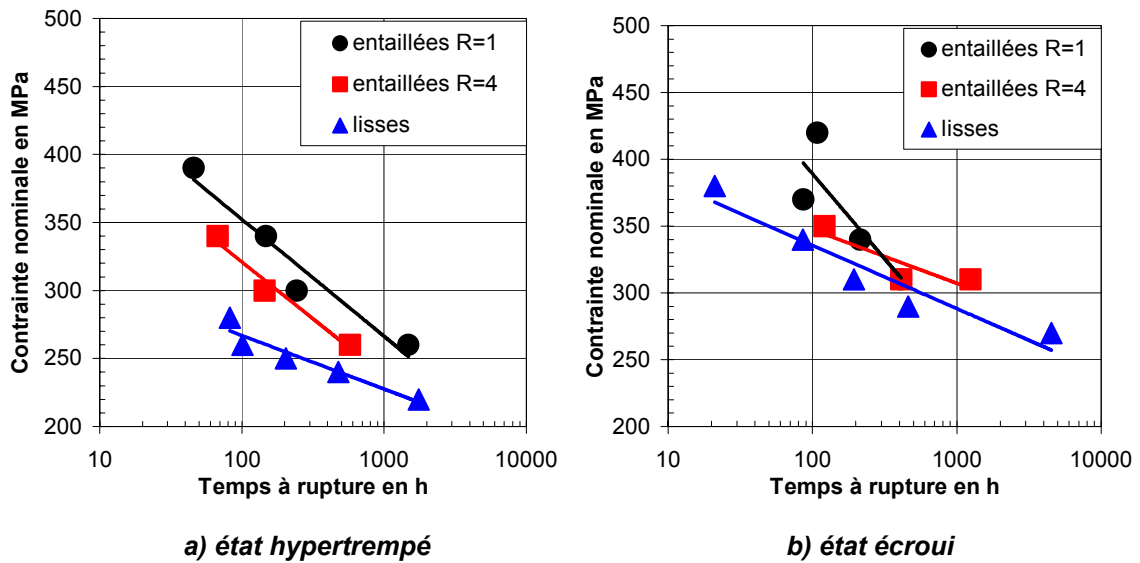 500
450
400
350
300
250
200
10
100
1000
10000
Contrainte nominale en MPa
Temps à rupture en h
entaillées R=1
entaillées R=4
lisses
a) état hypertrempé
500
450
400
350
300
250
200
10
100
1000
10000
Contrainte nominale en MPa
Temps à rupture en h
entaillées R=1
entaillées R=4
lisses
b) état écroui